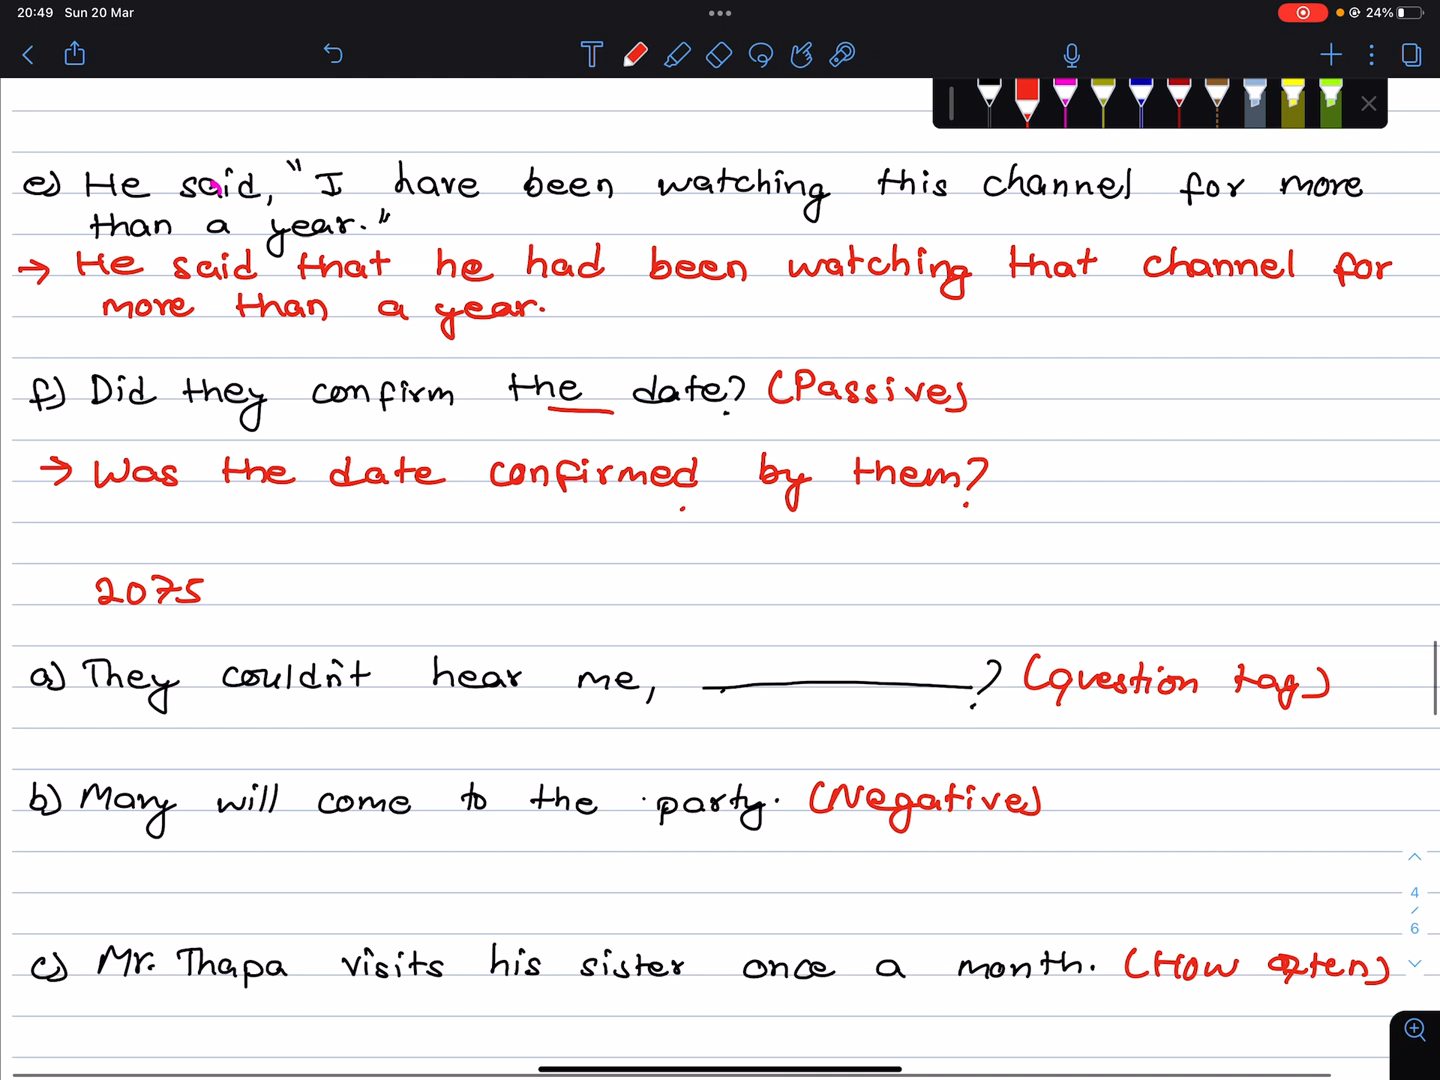 20:49 Sun 20 Mar
24%
e) He said, "I have been watching this channel for more
than a year."
→ He said that he had been watching that channel for
more than a year.
f) Did they confirm the date? (Passive)
→ Was the date confirmed by them?
2075
a) They couldn't hear me, __________? (question tag)
b) Mary will come to the party. (Negative)
4
/
6
c) Mr. Thapa visits his sister once a month. (How often)